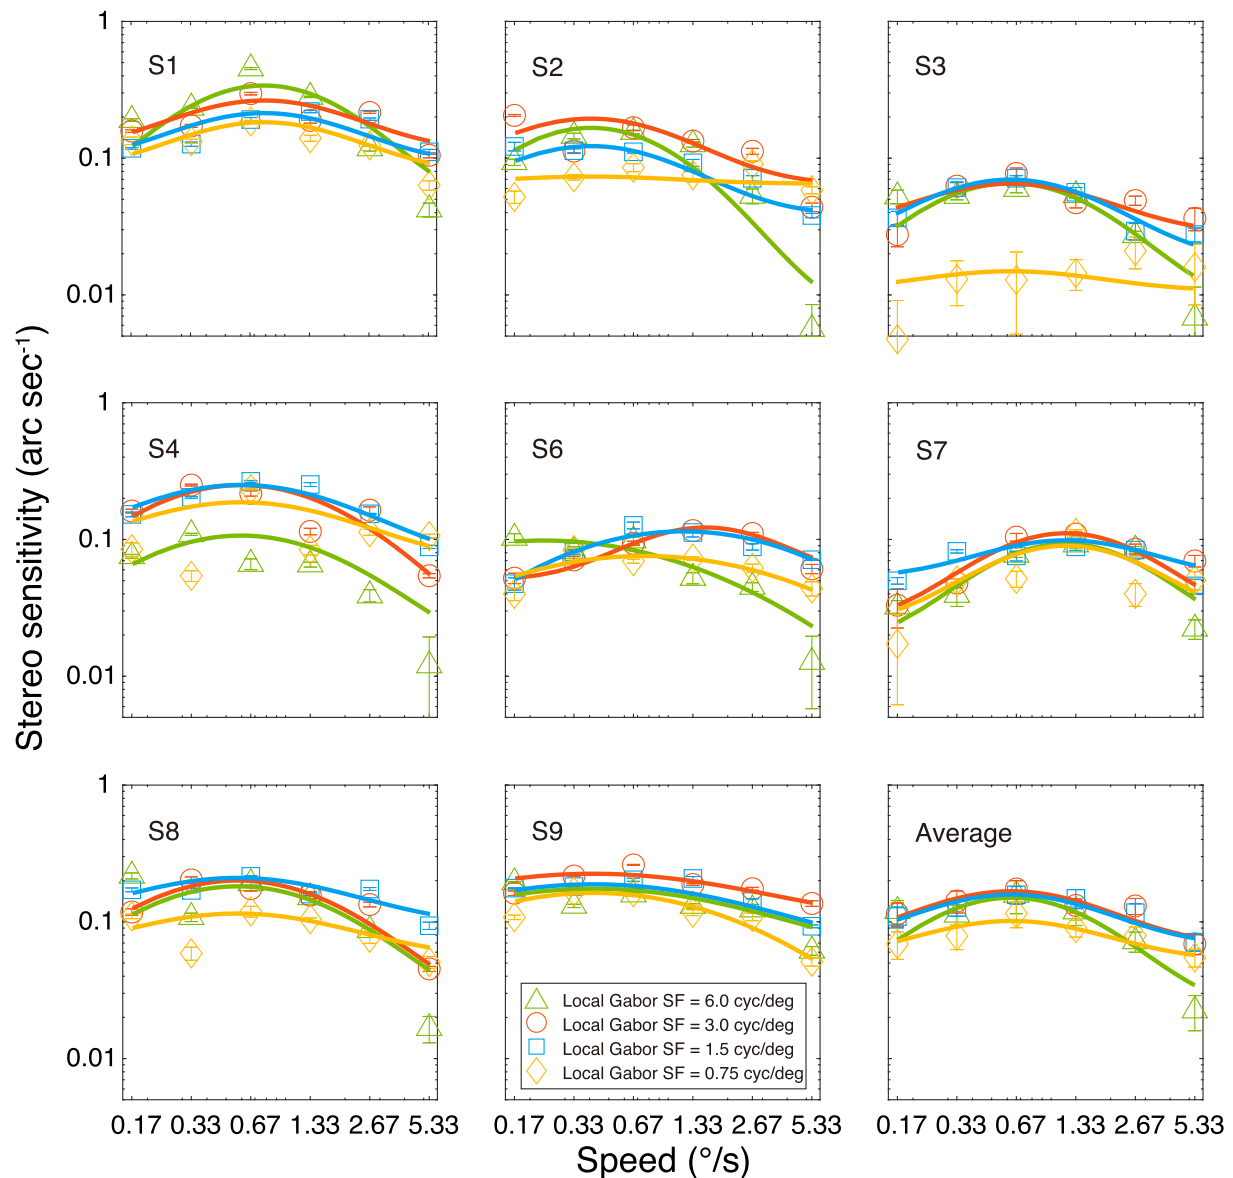 Stereo sensitivity (arc sec⁻¹)
1
0.1
0.01
S1
S2
S3
1
0.1
0.01
S4
S6
S7
1
0.1
0.01
S8
S9
Average
Local Gabor SF = 6.0 cyc/deg
Local Gabor SF = 3.0 cyc/deg
Local Gabor SF = 1.5 cyc/deg
Local Gabor SF = 0.75 cyc/deg
0.17 0.33 0.67 1.33 2.67 5.33
0.17 0.33 0.67 1.33 2.67 5.33
0.17 0.33 0.67 1.33 2.67 5.33
Speed (°/s)